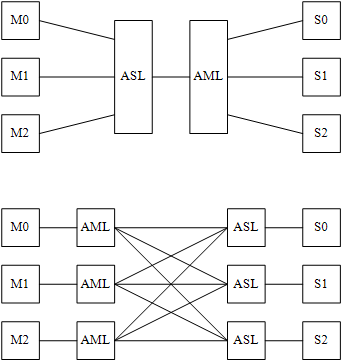 M0 S0
M1 ASL AML S1
M2 S2
M0 AML ASL S0
M1 AML ASL S1
M2 AML ASL S2